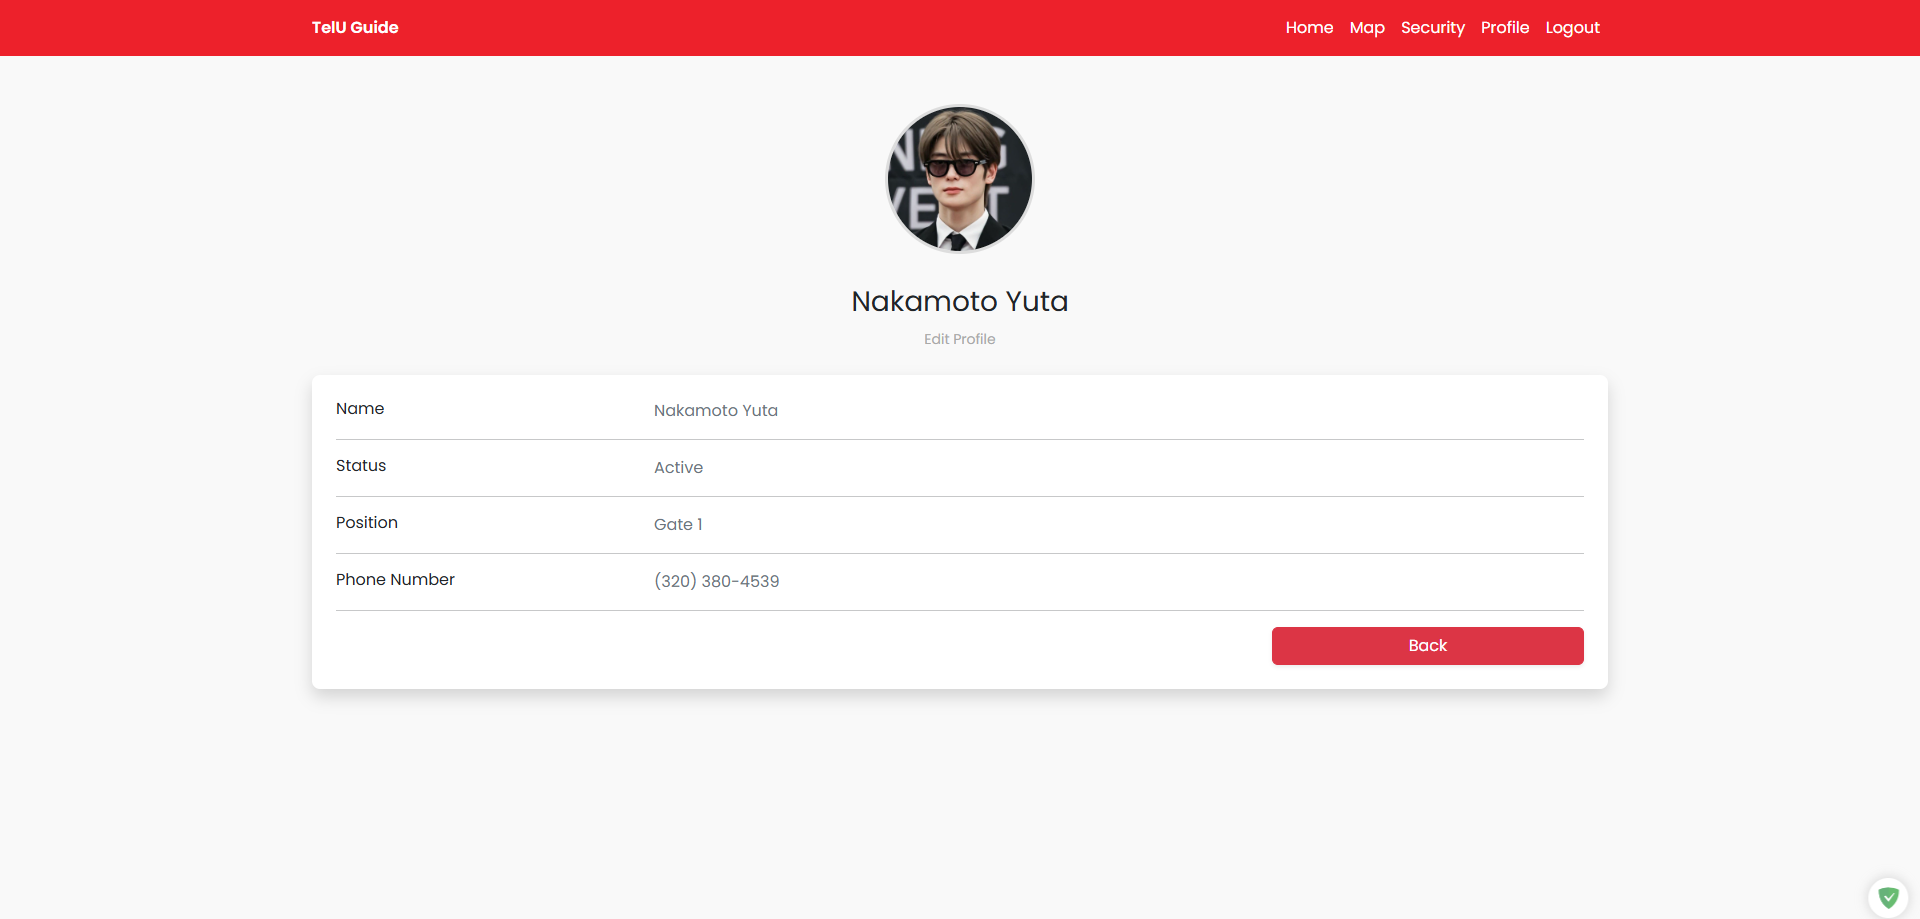 TelU Guide
Home Map Security Profile Logout
Nakamoto Yuta
Edit Profile
Name Nakamoto Yuta
Status Active
Position Gate 1
Phone Number (320) 380-4539
Back